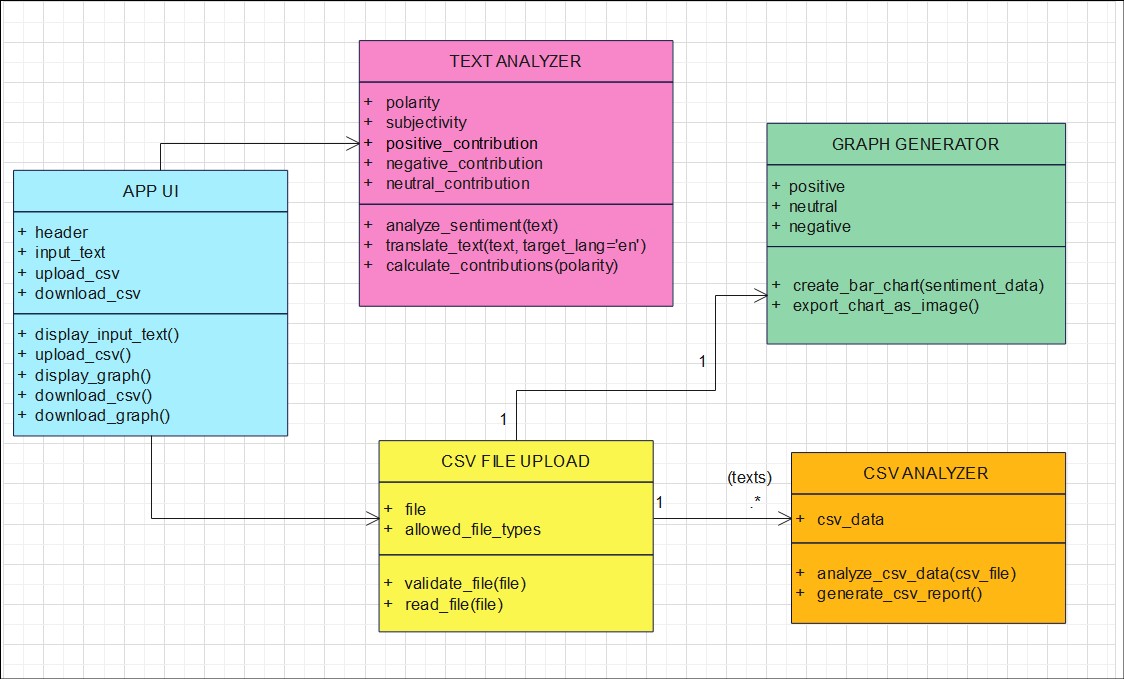 TEXT ANALYZER
+ polarity
+ subjectivity
+ positive_contribution
+ negative_contribution
+ neutral_contribution
+ analyze_sentiment(text)
+ translate_text(text, target_lang='en')
+ calculate_contributions(polarity)
GRAPH GENERATOR
+ positive
+ neutral
+ negative
+ create_bar_chart(sentiment_data)
+ export_chart_as_image()
APP UI
+ header
+ input_text
+ upload_csv
+ download_csv
+ display_input_text()
+ upload_csv()
+ display_graph()
+ download_csv()
+ download_graph()
1
1
CSV FILE UPLOAD
+ file
+ allowed_file_types
+ validate_file(file)
+ read_file(file)
1
(texts)
.*
CSV ANALYZER
+ csv_data
+ analyze_csv_data(csv_file)
+ generate_csv_report()